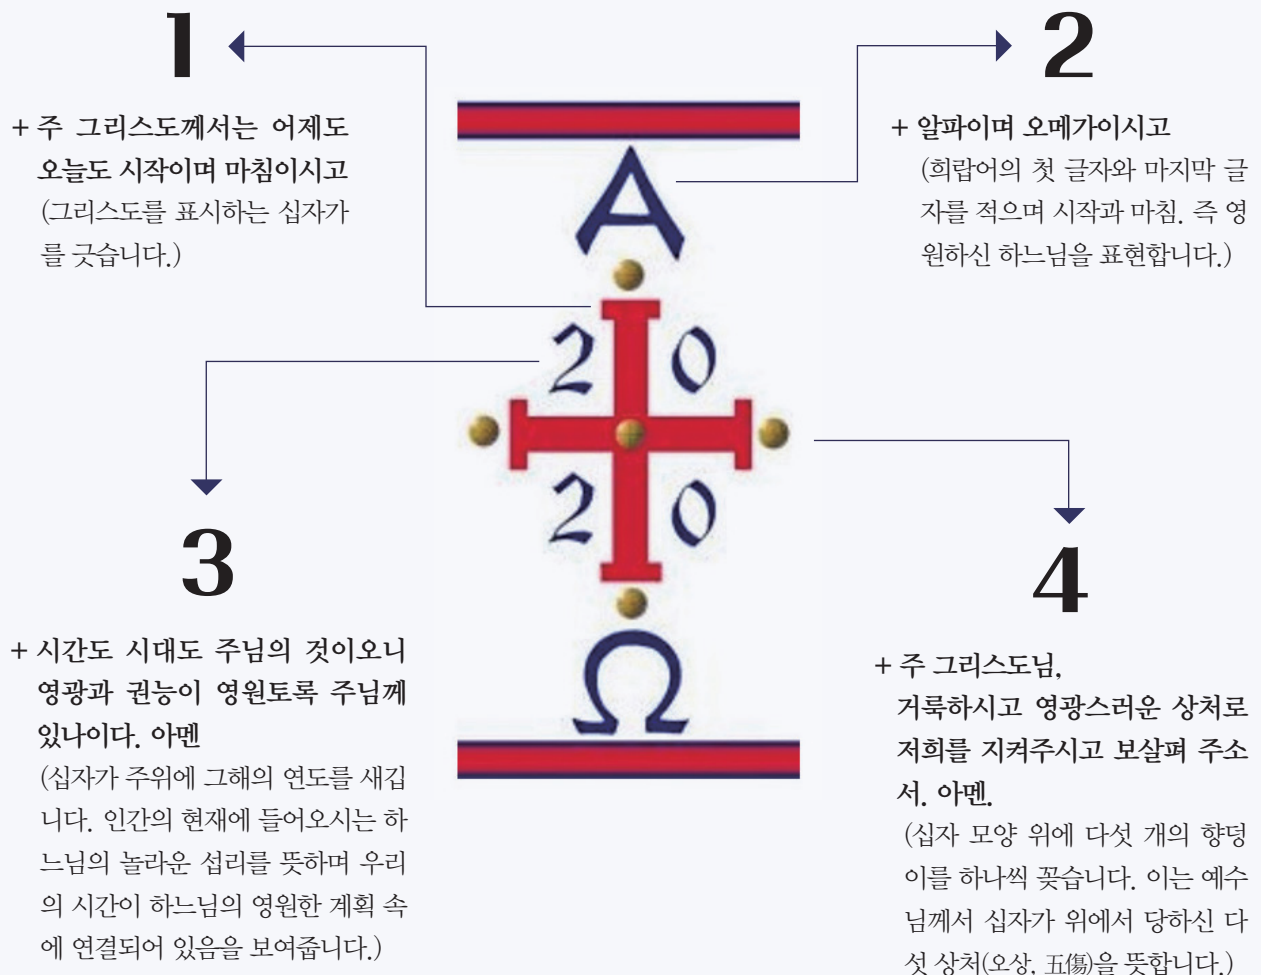 1
+ 주 그리스도께서는 어제도
오늘도 시작이며 마침이시고
(그리스도를 표시하는 십자가
를 긋습니다.)
2
+ 알파이며 오메가이시고
(희랍어의 첫 글자와 마지막 글
자를 적으며 시작과 마침. 즉 영
원하신 하느님을 표현합니다.)
Α
2 0
2 0
Ω
3
+ 시간도 시대도 주님의 것이오니
영광과 권능이 영원토록 주님께
있나이다. 아멘
(십자가 주위에 그해의 연도를 새깁
니다. 인간의 현재에 들어오시는 하
느님의 놀라운 섭리를 뜻하며 우리
의 시간이 하느님의 영원한 계획 속
에 연결되어 있음을 보여줍니다.)
4
+ 주 그리스도님,
거룩하시고 영광스러운 상처로
저희를 지켜주시고 보살펴 주소
서. 아멘.
(십자 모양 위에 다섯 개의 향덩
이를 하나씩 꽂습니다. 이는 예수
님께서 십자가 위에서 당하신 다
섯 상처(오상, 五傷)을 뜻합니다.)